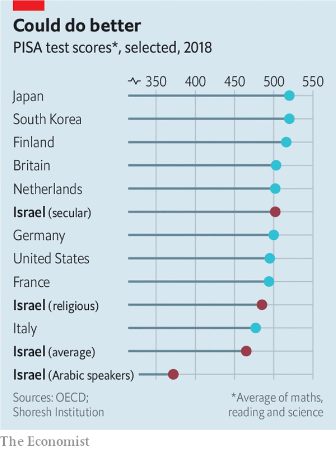 Could do better
PISA test scores*, selected, 2018
350 400 450 500 550
Japan
South Korea
Finland
Britain
Netherlands
Israel (secular)
Germany
United States
France
Israel (religious)
Italy
Israel (average)
Israel (Arabic speakers)
Sources: OECD;
Shoresh Institution
*Average of maths,
reading and science
The Economist